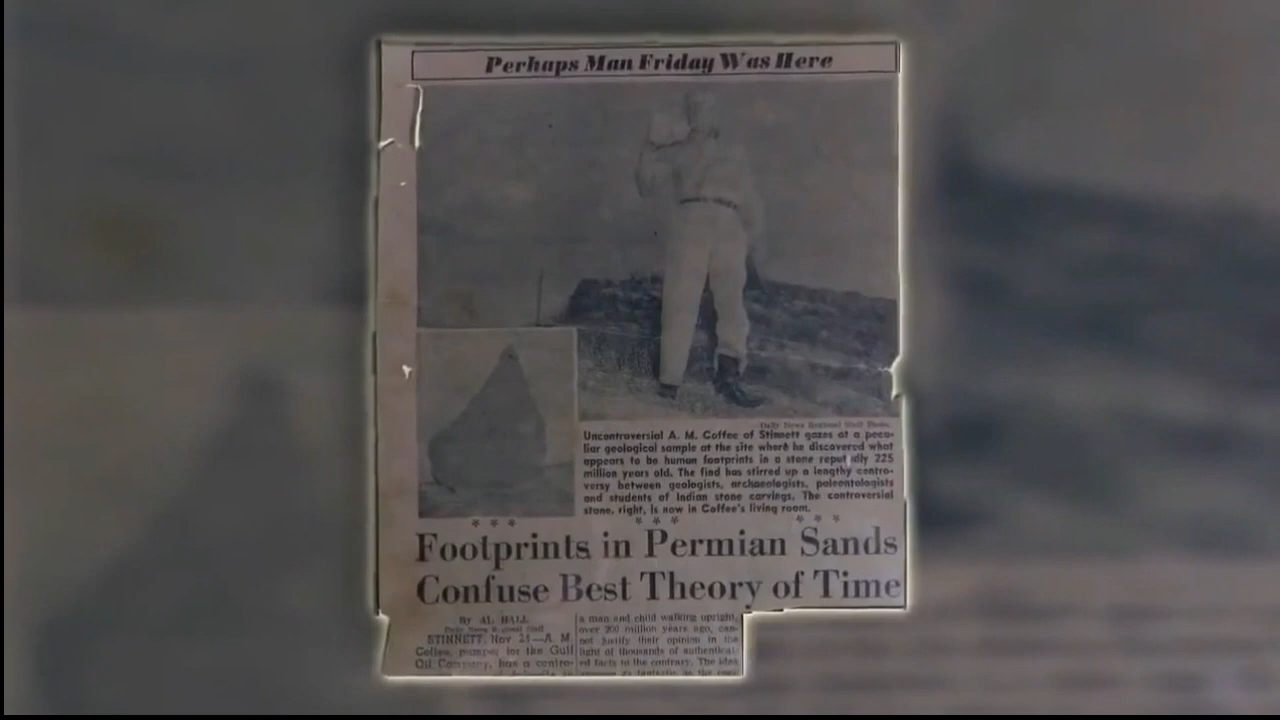 Perhaps Man Friday Was Here
Daily News Regional Staff Photo.
Uncontroversial A. M. Coffee of Stinnett gazes at a pecu-
liar geological sample at the site where he discovered what
appears to be human footprints in a stone reputedly 225
million years old. The find has stirred up a lengthy contro-
versy between geologists, archaeologists, paleontologists
and students of Indian stone carvings. The controversial
stone, right, is now in Coffee's living room.
Footprints in Permian Sands
Confuse Best Theory of Time
By AL HALL
Daily News Regional Staff
STINNETT, Nov 21—A. M.
Coffee, pumper for the Gulf
Oil Company, has a contro-
a man and child walking upright,
over 200 million years ago, can-
not justify their opinion in the
light of thousands of authenticat-
ed facts to the contrary. The idea